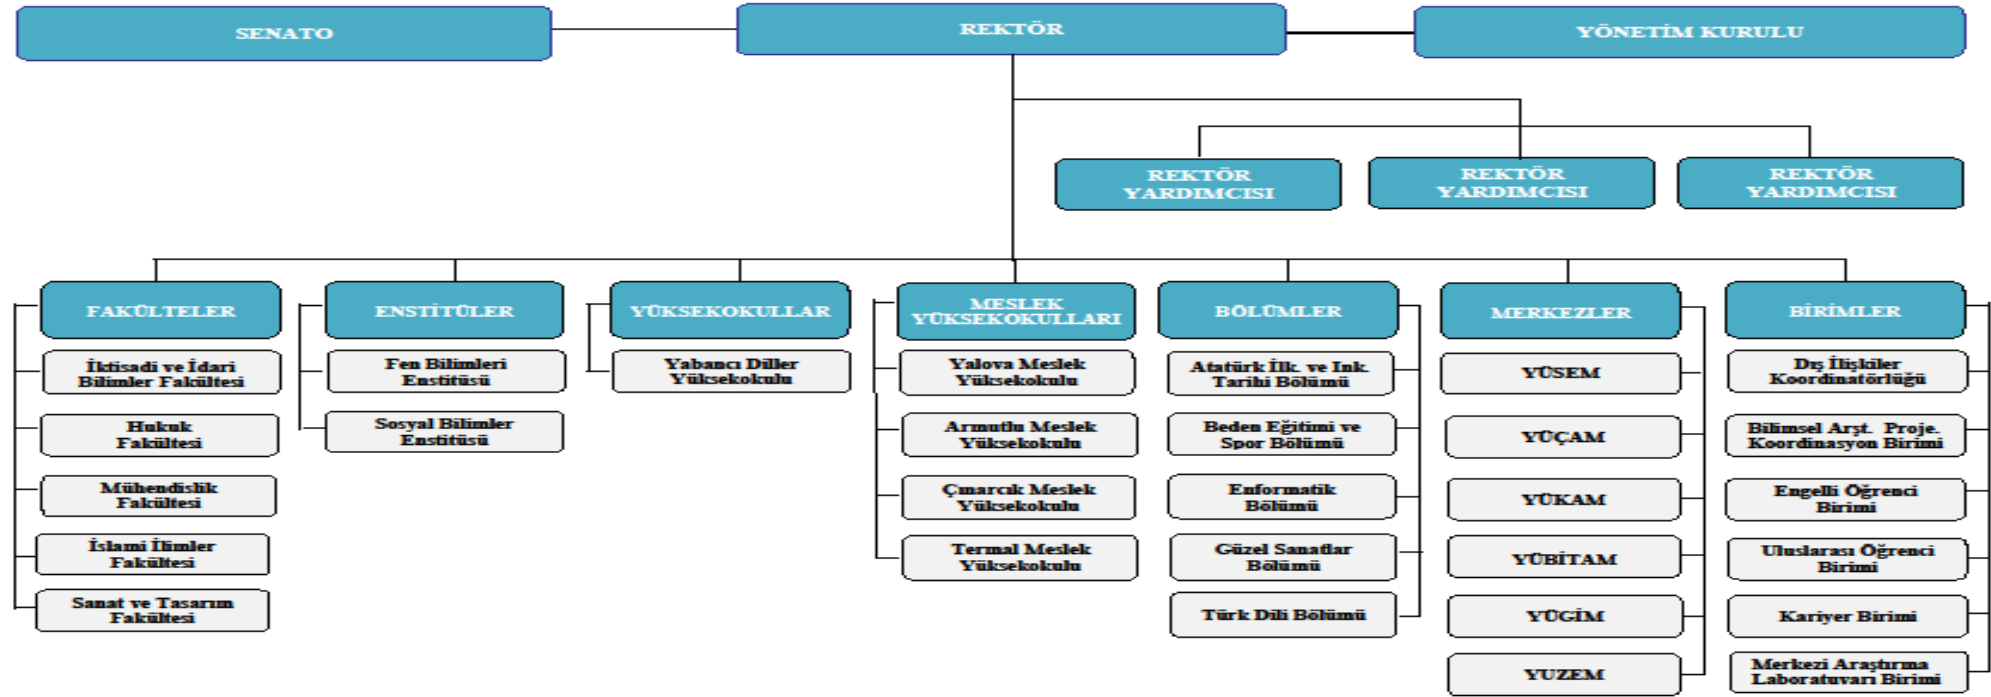 SENATO
REKTÖR
YÖNETİM KURULU
REKTÖR
YARDIMCISI
REKTÖR
YARDIMCISI
REKTÖR
YARDIMCISI
FAKÜLTELER
İktisadi ve İdari
Bilimler Fakültesi
Hukuk
Fakültesi
Mühendislik
Fakültesi
İslami İlimler
Fakültesi
Sanat ve Tasarım
Fakültesi
ENSTİTÜLER
Fen Bilimleri
Enstitüsü
Sosyal Bilimler
Enstitüsü
YÜKSEKOKULLAR
Yabancı Diller
Yüksekokulu
MESLEK
YÜKSEKOKULLARI
Yalova Meslek
Yüksekokulu
Armutlu Meslek
Yüksekokulu
Çınarcık Meslek
Yüksekokulu
Termal Meslek
Yüksekokulu
BÖLÜMLER
Atatürk İlk. ve Ink.
Tarihi Bölümü
Beden Eğitimi ve
Spor Bölümü
Enformatik
Bölümü
Güzel Sanatlar
Bölümü
Türk Dili Bölümü
MERKEZLER
YÜSEM
YÜÇAM
YÜKAM
YÜBİTAM
YÜGİM
YUZEM
BİRİMLER
Dış İlişkiler
Koordinatörlüğü
Bilimsel Arşt. Proje.
Koordinasyon Birimi
Engelli Öğrenci
Birimi
Uluslarası Öğrenci
Birimi
Kariyer Birimi
Merkezi Araştırma
Laboratuvarı Birimi